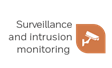 Surveillance
and intrusion
monitoring